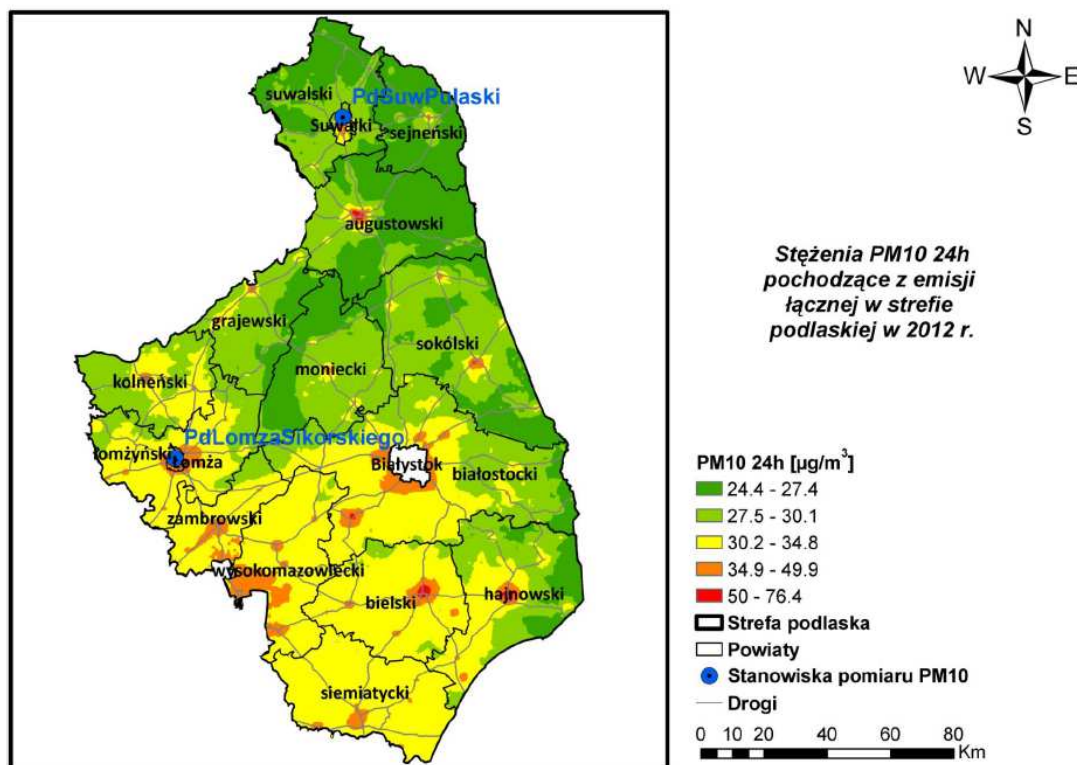 N
W E
S
PdSuwPulaski
suwalski
Suwałki
sejneński
augustowski
Stężenia PM10 24h
pochodzące z emisji
łącznej w strefie
podlaskiej w 2012 r.
grajewski
sokólski
moniecki
kolneński
PdLomzaSikorskiego
łomżyński
Łomża
Białystok
białostocki
zambrowski
wysokomazowiecki
bielski
hajnowski
siemiatycki
PM10 24h [µg/m³]
24.4 - 27.4
27.5 - 30.1
30.2 - 34.8
34.9 - 49.9
50 - 76.4
Strefa podlaska
Powiaty
Stanowiska pomiaru PM10
Drogi
0 10 20 40 60 80
Km